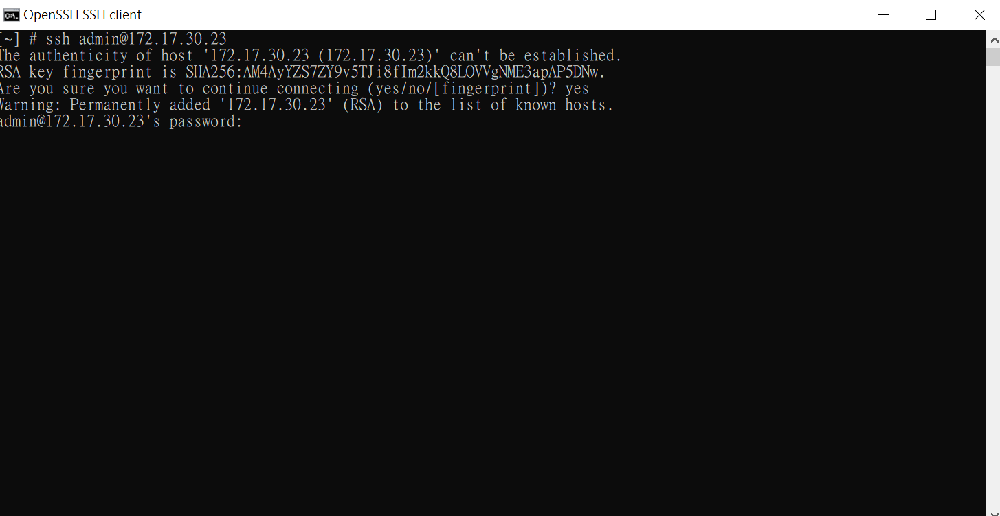 OpenSSH SSH client
[~] # ssh admin@172.17.30.23
The authenticity of host '172.17.30.23 (172.17.30.23)' can't be established.
RSA key fingerprint is SHA256:AM4AyYZS7ZY9v5TJi8fIm2kkQ8LOVVgNME3apAP5DNw.
Are you sure you want to continue connecting (yes/no/[fingerprint])? yes
Warning: Permanently added '172.17.30.23' (RSA) to the list of known hosts.
admin@172.17.30.23's password: